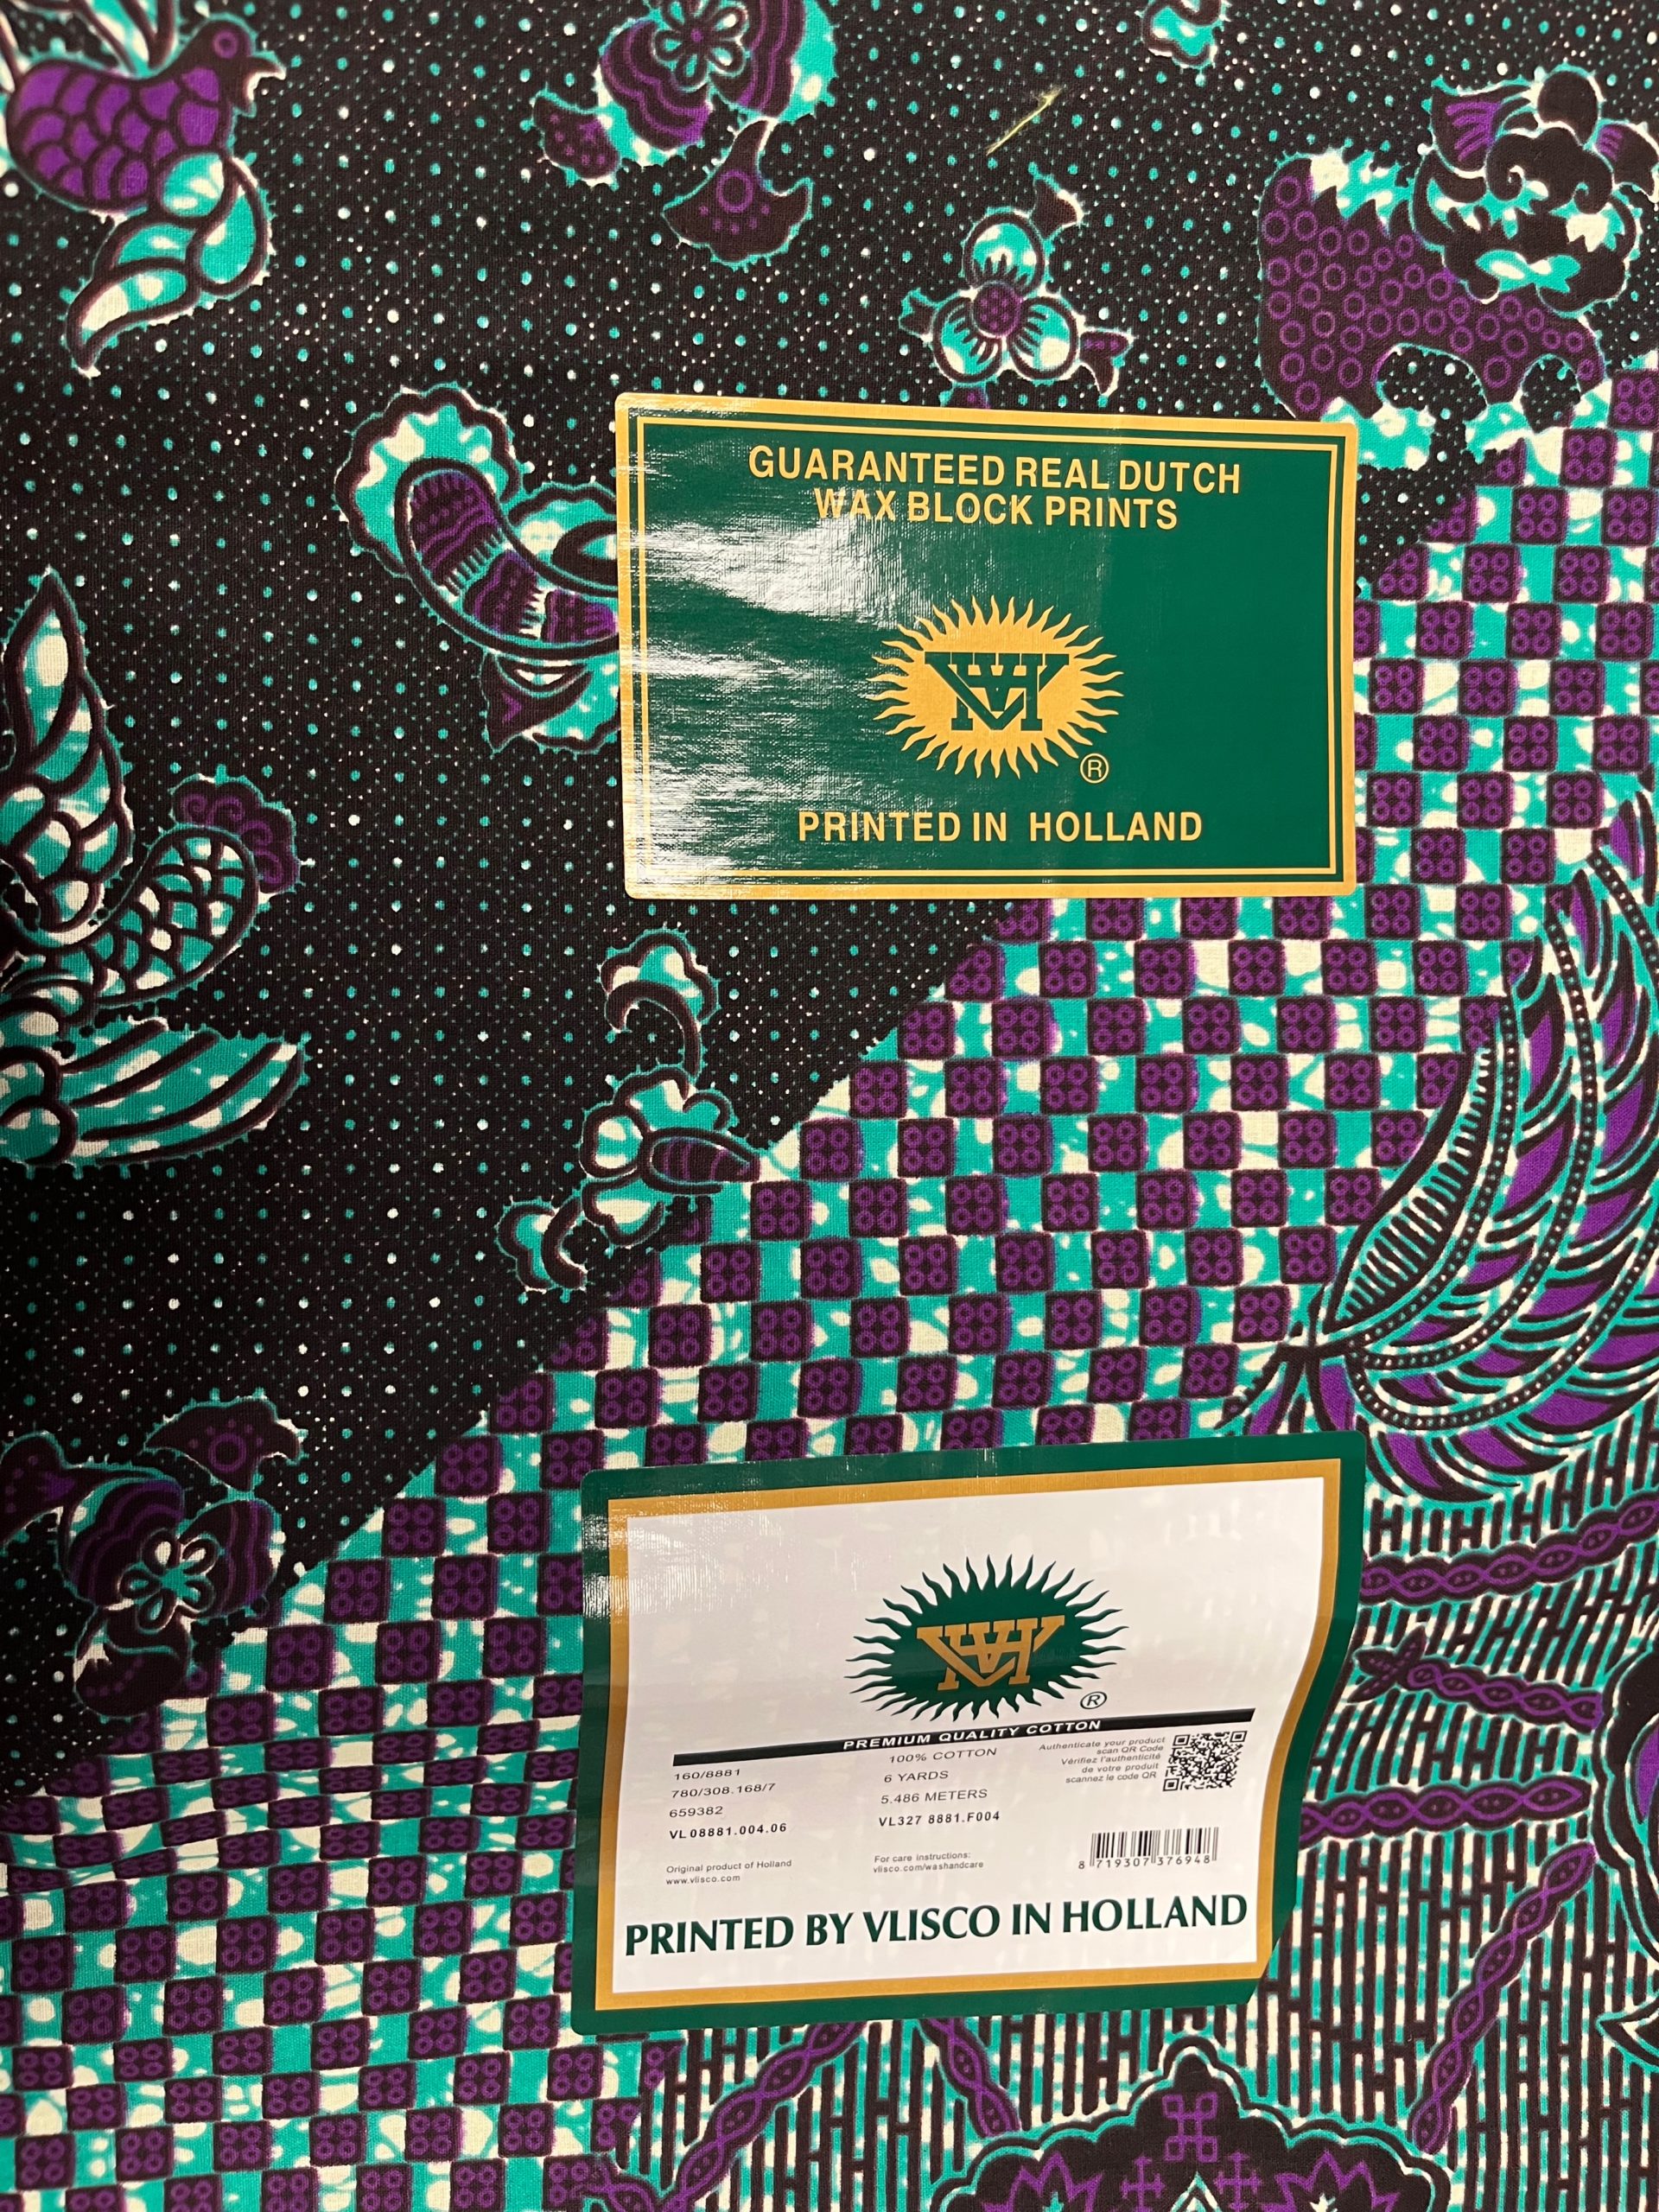 GUARANTEED REAL DUTCH
WAX BLOCK PRINTS
VH
®
PRINTED IN HOLLAND
VH
®
PREMIUM QUALITY COTTON
160/8881
780/308.168/7
659382
VL08881.004.06
100% COTTON
6 YARDS
5.486 METERS
VL327 8881.F004
Authenticate your product
scan QR Code
Vérifiez l'authenticité
de votre produit
scannez le code QR
Original product of Holland
www.vlisco.com
For care instructions:
vlisco.com/washandcare
8 719307 376948
PRINTED BY VLISCO IN HOLLAND